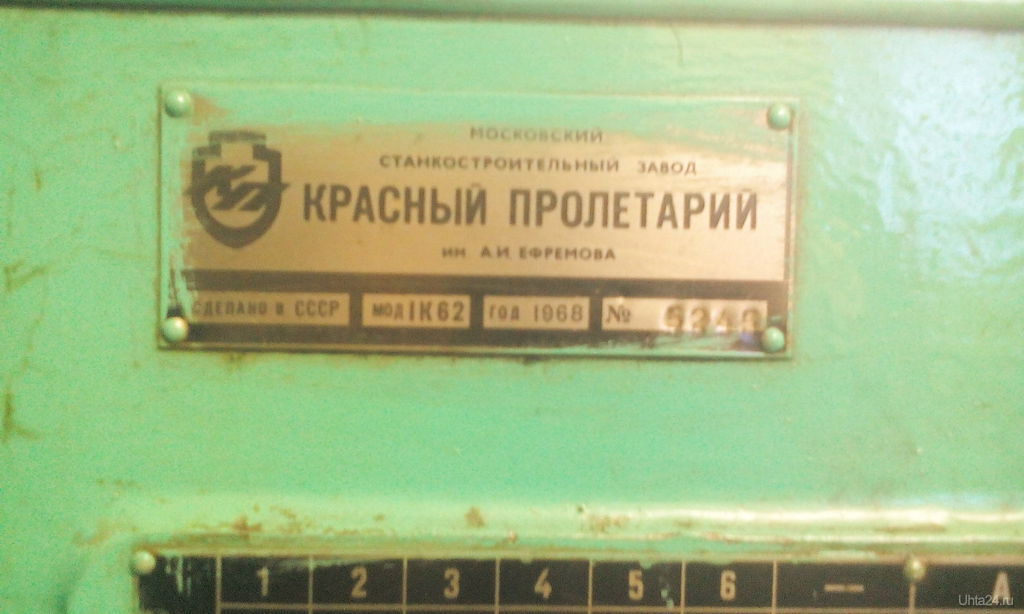 МОСКОВСКИЙ
СТАНКОСТРОИТЕЛЬНЫЙ ЗАВОД
КРАСНЫЙ ПРОЛЕТАРИЙ
ИМ. А.И. ЕФРЕМОВА
СДЕЛАНО В СССР МОД 1К62 ГОД 1968 №
1 2 3 4 5 6 — А
Uhta24.ru